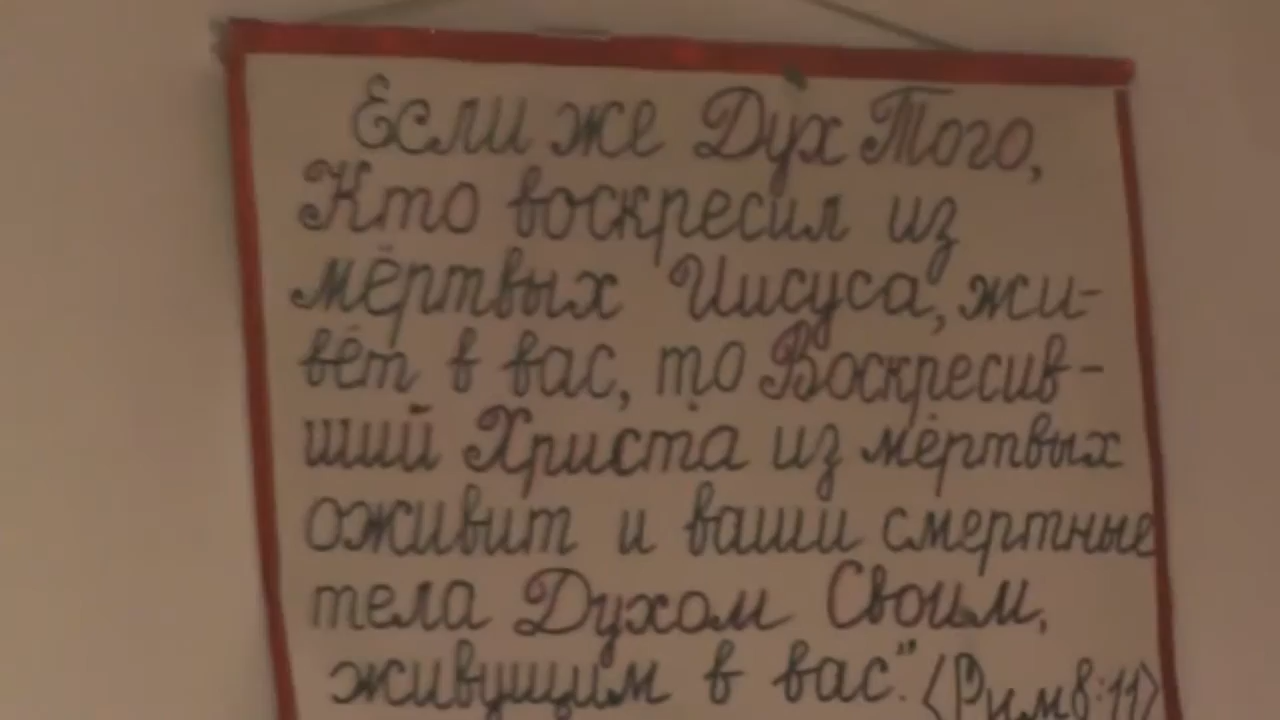 Если же Дух Того,
Кто воскресил из
мёртвых Иисуса, жи-
вёт в вас, то Воскресив-
ший Христа из мёртвых
оживит и ваши смертные
тела Духом Своим,
живущим в вас". (Рим 8:11)